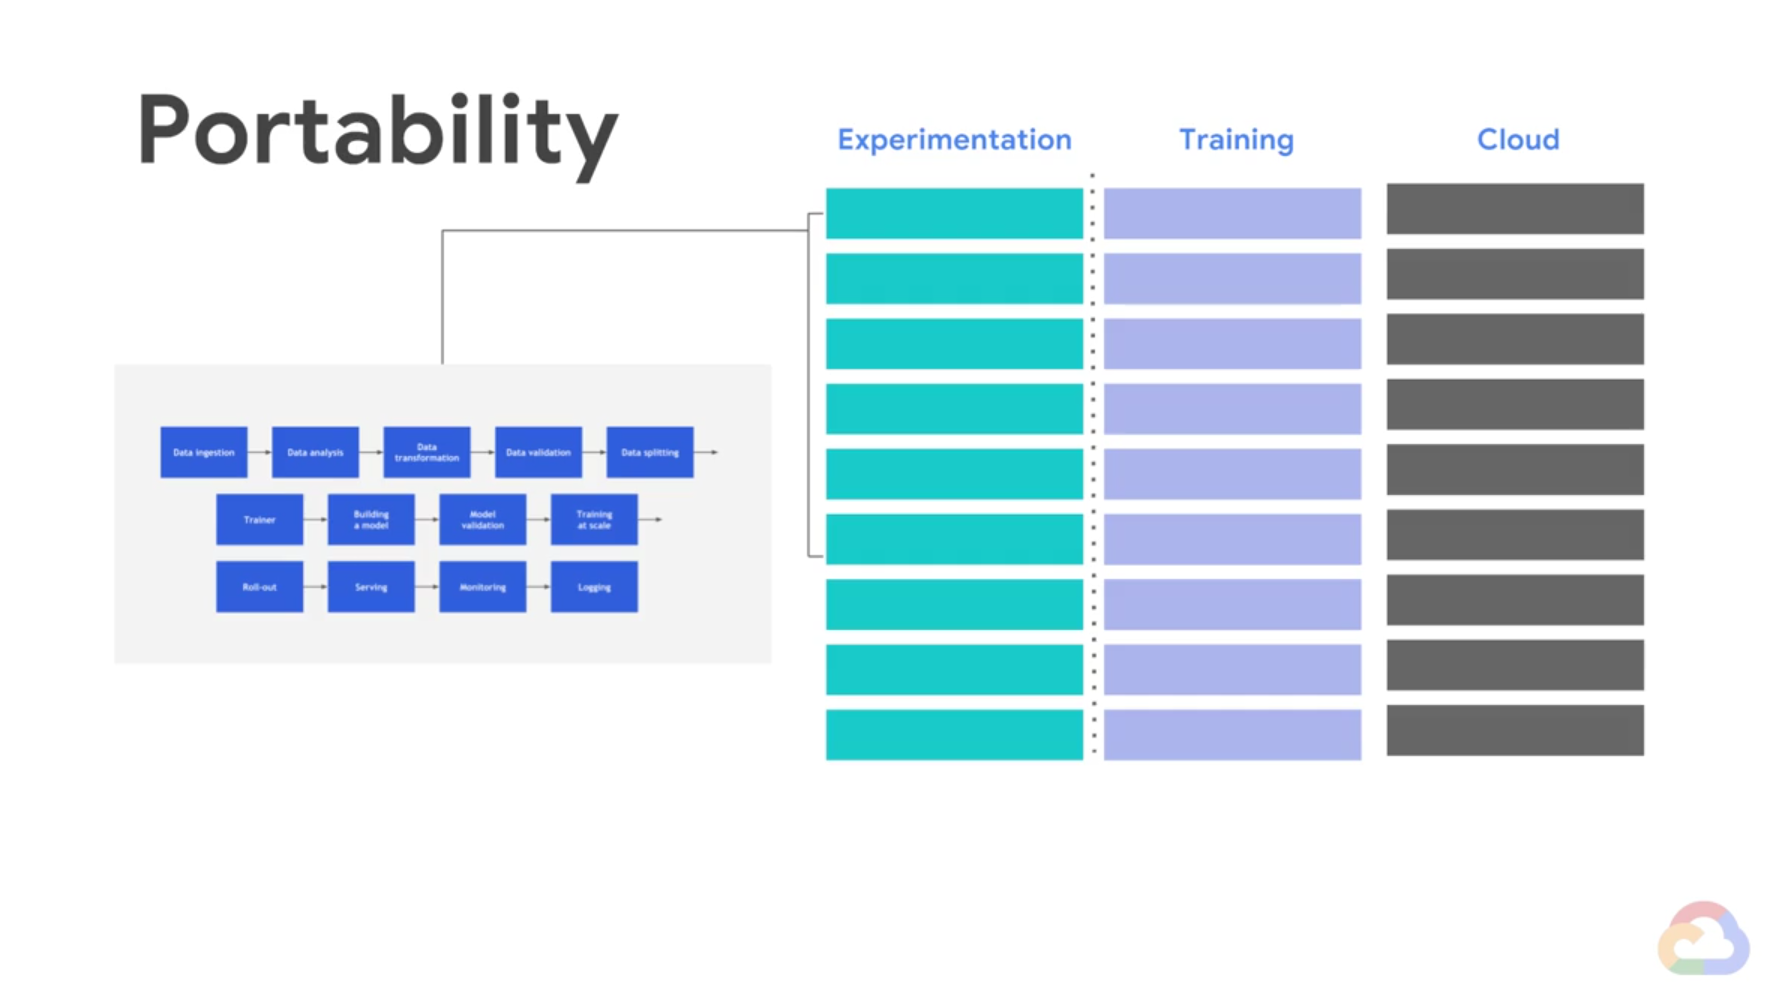 Portability
Experimentation
Training
Cloud
Data ingestion
Data analysis
Data
transformation
Data validation
Data splitting
Trainer
Building
a model
Model
validation
Training
at scale
Roll-out
Serving
Monitoring
Logging